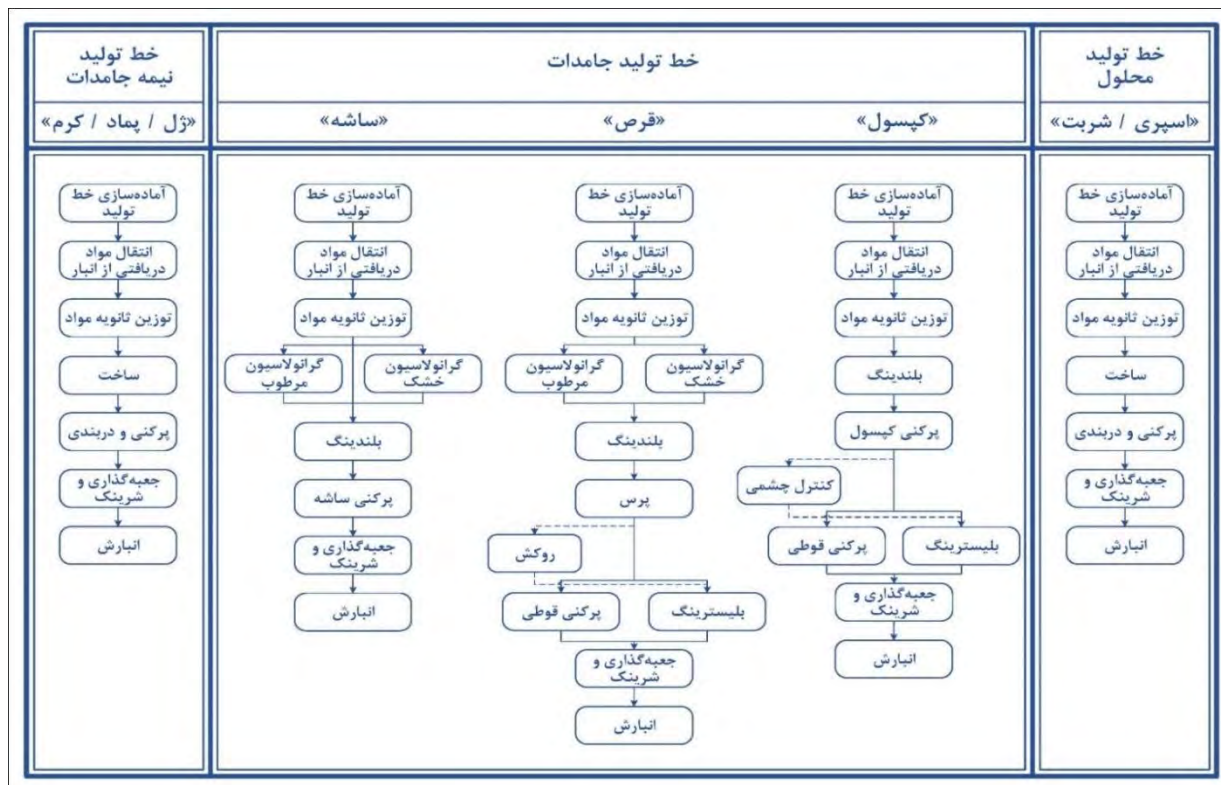 خط تولید
محلول
«اسپری / شربت»
آماده‌سازی خط
تولید
انتقال مواد
دریافتی از انبار
توزین ثانویه مواد
ساخت
پرکنی و دربندی
جعبه‌گذاری و
شرینک
انبارش
خط تولید جامدات
«کپسول»
آماده‌سازی خط
تولید
انتقال مواد
دریافتی از انبار
توزین ثانویه مواد
بلندینگ
پرکنی کپسول
کنترل چشمی
بلیسترینگ
پرکنی قوطی
جعبه‌گذاری و
شرینک
انبارش
«قرص»
آماده‌سازی خط
تولید
انتقال مواد
دریافتی از انبار
توزین ثانویه مواد
گرانولاسیون
خشک
گرانولاسیون
مرطوب
بلندینگ
پرس
روکش
بلیسترینگ
پرکنی قوطی
جعبه‌گذاری و
شرینک
انبارش
«ساشه»
آماده‌سازی خط
تولید
انتقال مواد
دریافتی از انبار
توزین ثانویه مواد
گرانولاسیون
خشک
گرانولاسیون
مرطوب
بلندینگ
پرکنی ساشه
جعبه‌گذاری و
شرینک
انبارش
خط تولید
نیمه جامدات
«ژل / پماد / کرم»
آماده‌سازی خط
تولید
انتقال مواد
دریافتی از انبار
توزین ثانویه مواد
ساخت
پرکنی و دربندی
جعبه‌گذاری و
شرینک
انبارش